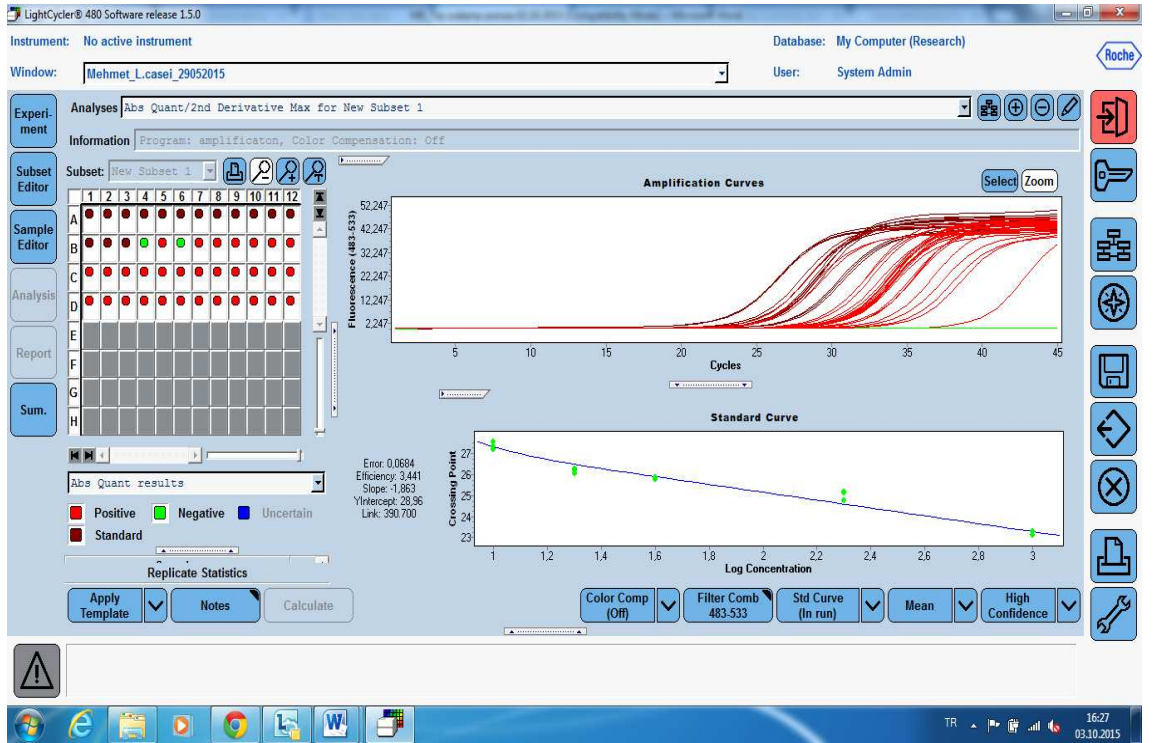 LightCycler® 480 Software release 1.5.0
Instrument: No active instrument
Database: My Computer (Research)
Window: Mehmet_L.casei_29052015
User: System Admin
Roche
Experi-
ment
Subset
Editor
Sample
Editor
Analysis
Report
Sum.
Analyses Abs Quant/2nd Derivative Max for New Subset 1
Information Program: amplificaton, Color Compensation: Off
Subset: New Subset 1
1 2 3 4 5 6 7 8 9 10 11 12
A
B
C
D
E
F
G
H
Abs Quant results
Positive Negative Uncertain
Standard
Replicate Statistics
Amplification Curves
Select Zoom
Fluorescence (483-533)
52,247
42,247
32,247
22,247
12,247
2,247
5 10 15 20 25 30 35 40 45
Cycles
Standard Curve
Error: 0,0684
Efficiency: 3,441
Slope: -1,863
YIntercept: 28,96
Link: 390.700
Crossing Point
27
26
25
24
23
1 1,2 1,4 1,6 1,8 2 2,2 2,4 2,6 2,8 3
Log Concentration
Apply
Template
Notes
Calculate
Color Comp
(Off)
Filter Comb
483-533
Std Curve
(In run)
Mean
High
Confidence
TR
16:27
03.10.2015